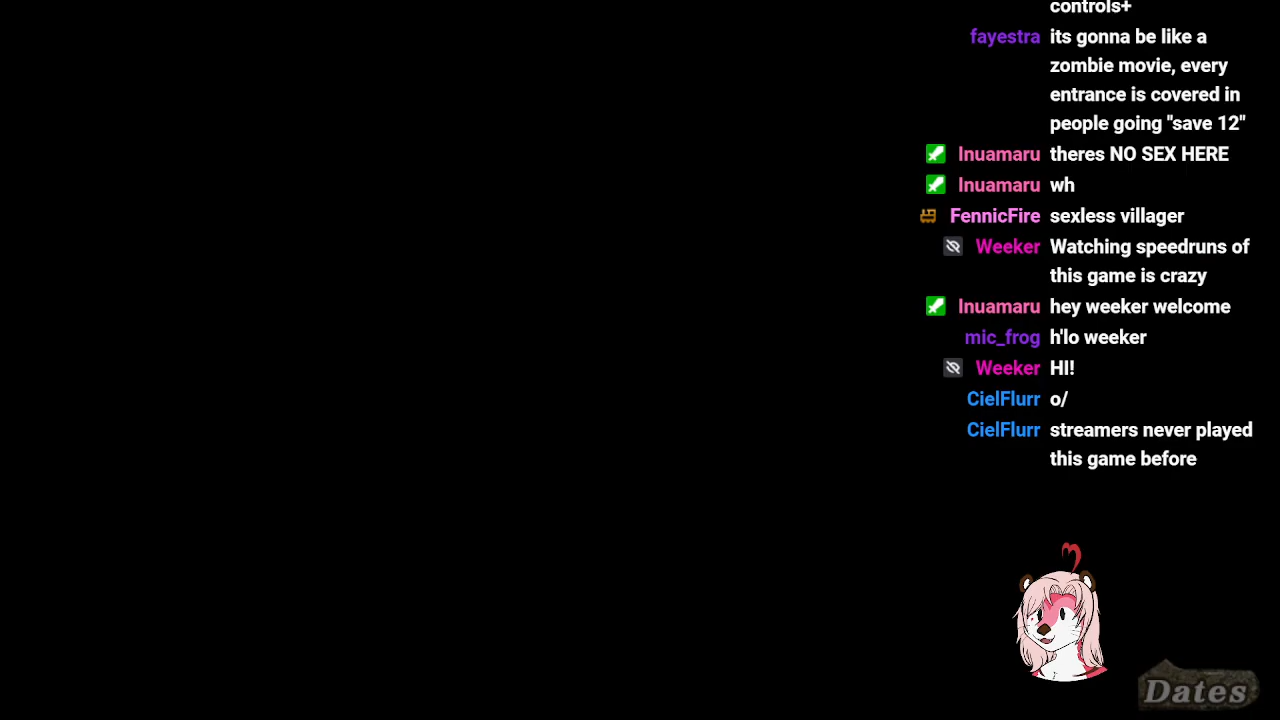 controls+
fayestra its gonna be like a
zombie movie, every
entrance is covered in
people going "save 12"
Inuamaru theres NO SEX HERE
Inuamaru wh
FennicFire sexless villager
Weeker Watching speedruns of
this game is crazy
Inuamaru hey weeker welcome
mic_frog h'lo weeker
Weeker HI!
CielFlurr o/
CielFlurr streamers never played
this game before
Dates